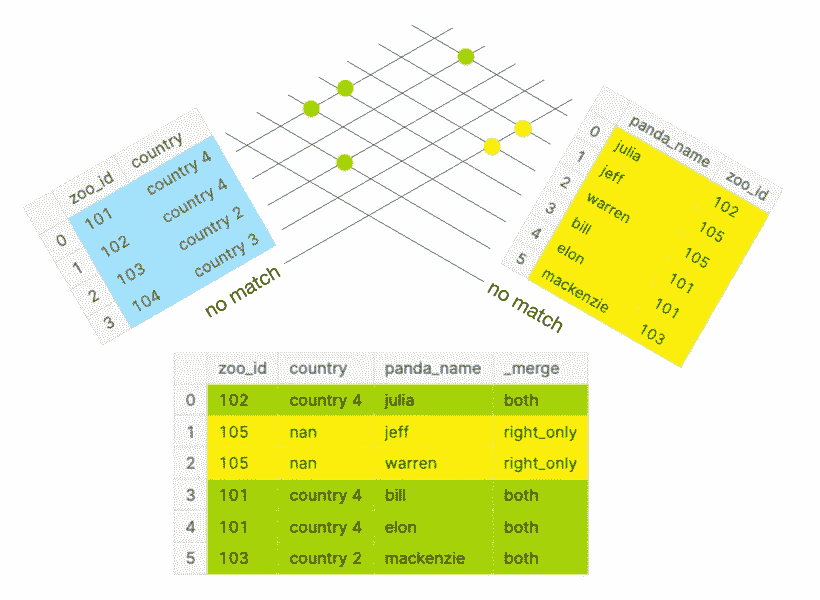 zoo_id country
0 101 country 4
1 102 country 4
2 103 country 2
3 104 country 3
no match
panda_name zoo_id
0 julia 102
1 jeff 105
2 warren 105
3 bill 101
4 elon 101
5 mackenzie 103
no match
zoo_id country panda_name _merge
0 102 country 4 julia both
1 105 nan jeff right_only
2 105 nan warren right_only
3 101 country 4 bill both
4 101 country 4 elon both
5 103 country 2 mackenzie both